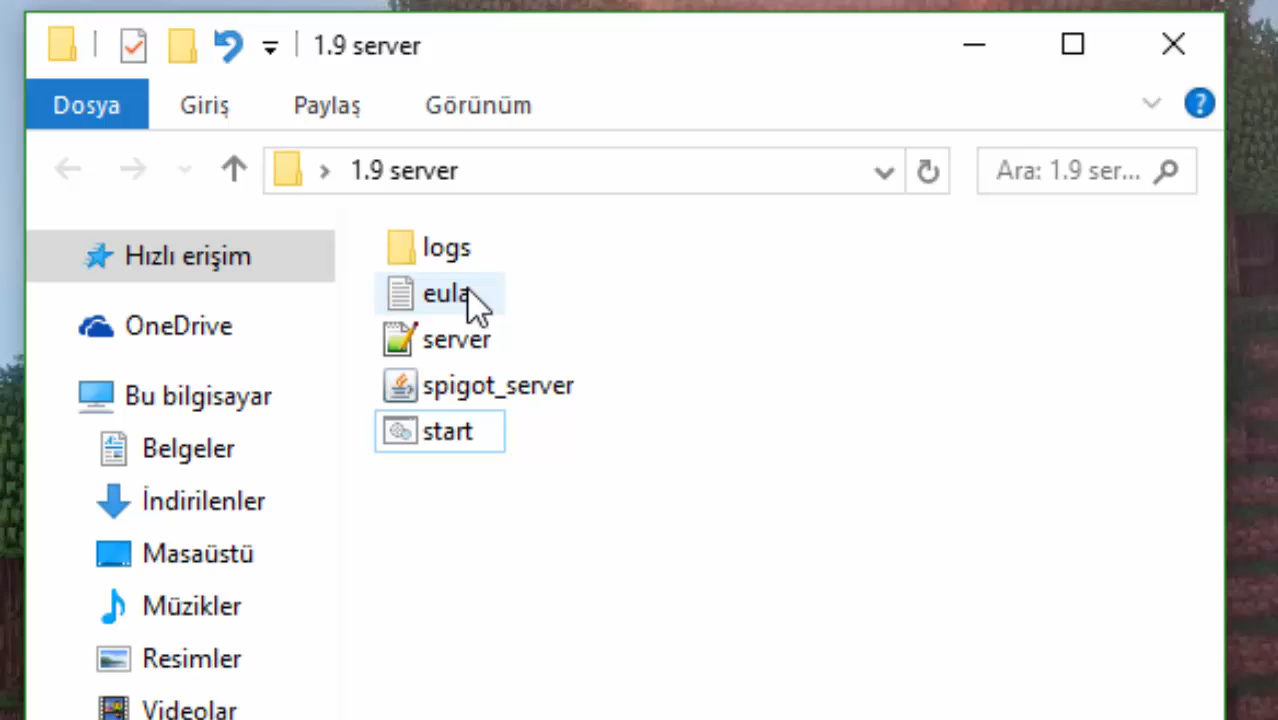 1.9 server
Dosya Giriş Paylaş Görünüm ?
1.9 server
Ara: 1.9 ser...
Hızlı erişim
OneDrive
Bu bilgisayar
Belgeler
İndirilenler
Masaüstü
Müzikler
Resimler
Videolar
logs
eula
server
spigot_server
start